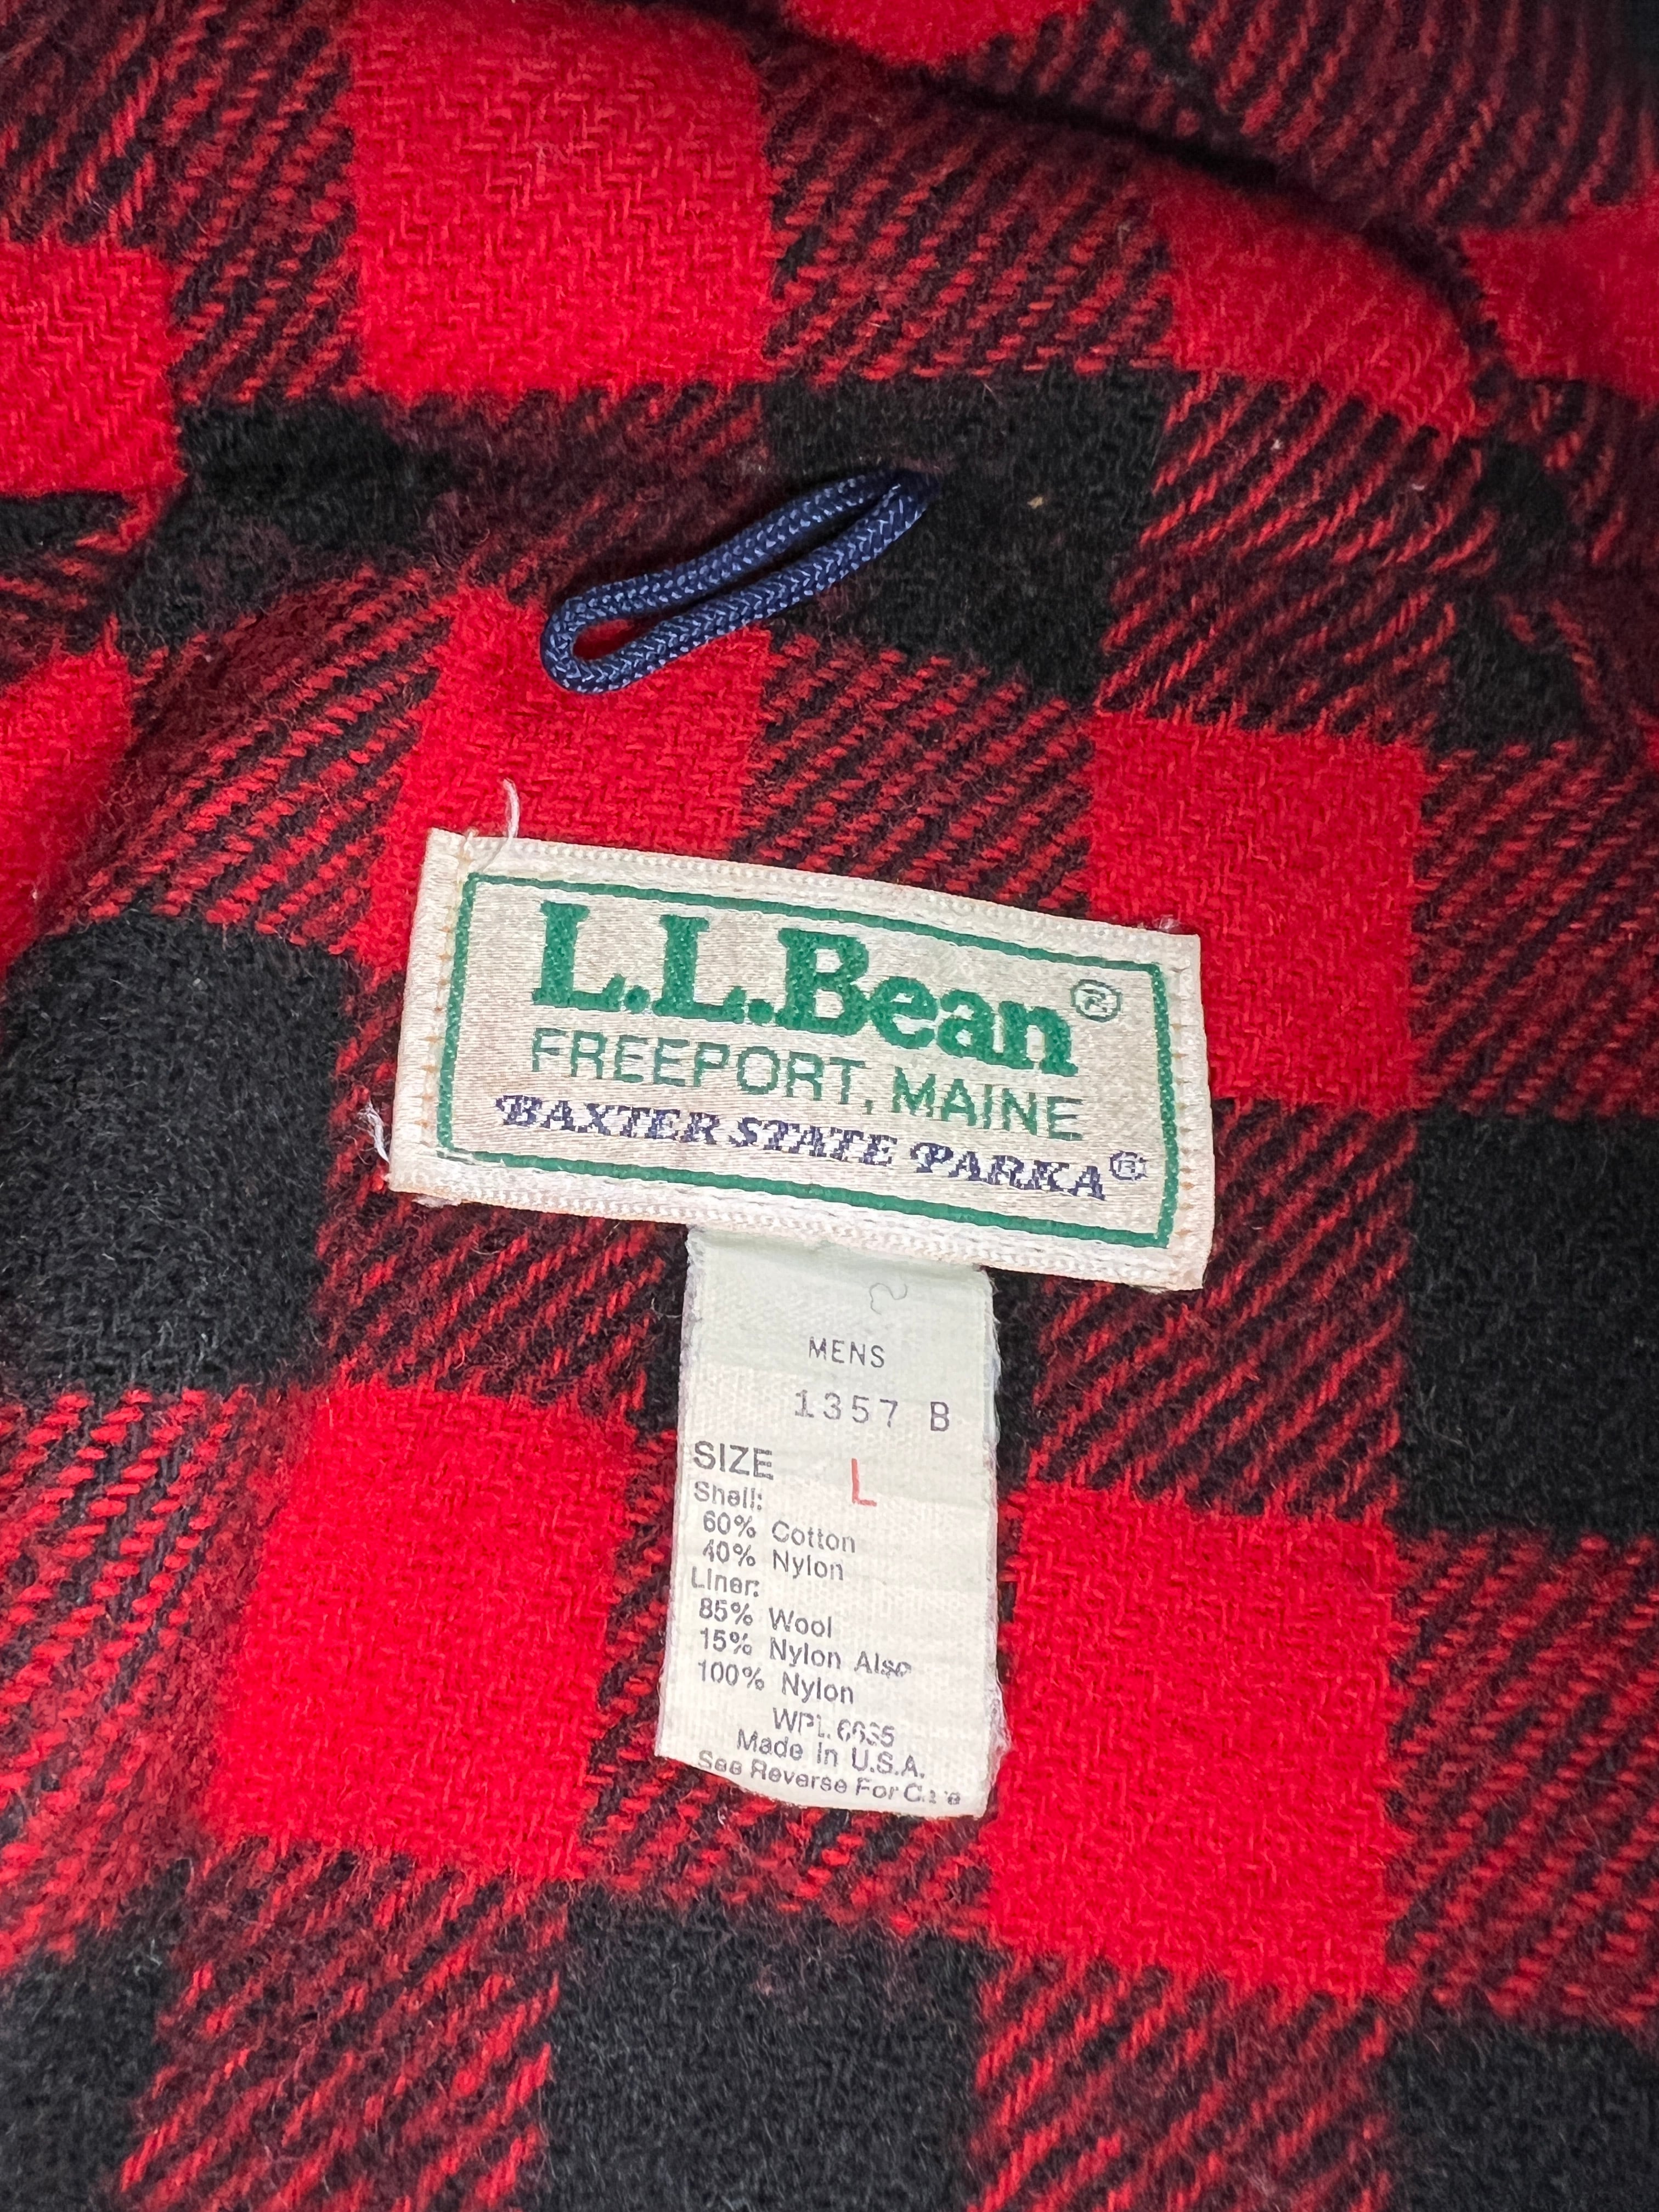 L.L.Bean®
FREEPORT, MAINE
BAXTER STATE PARKA®
MENS
1357 B
SIZE L
Shell:
60% Cotton
40% Nylon
Liner:
85% Wool
15% Nylon Also
100% Nylon
WPL 6635
Made In U.S.A.
See Reverse For Care